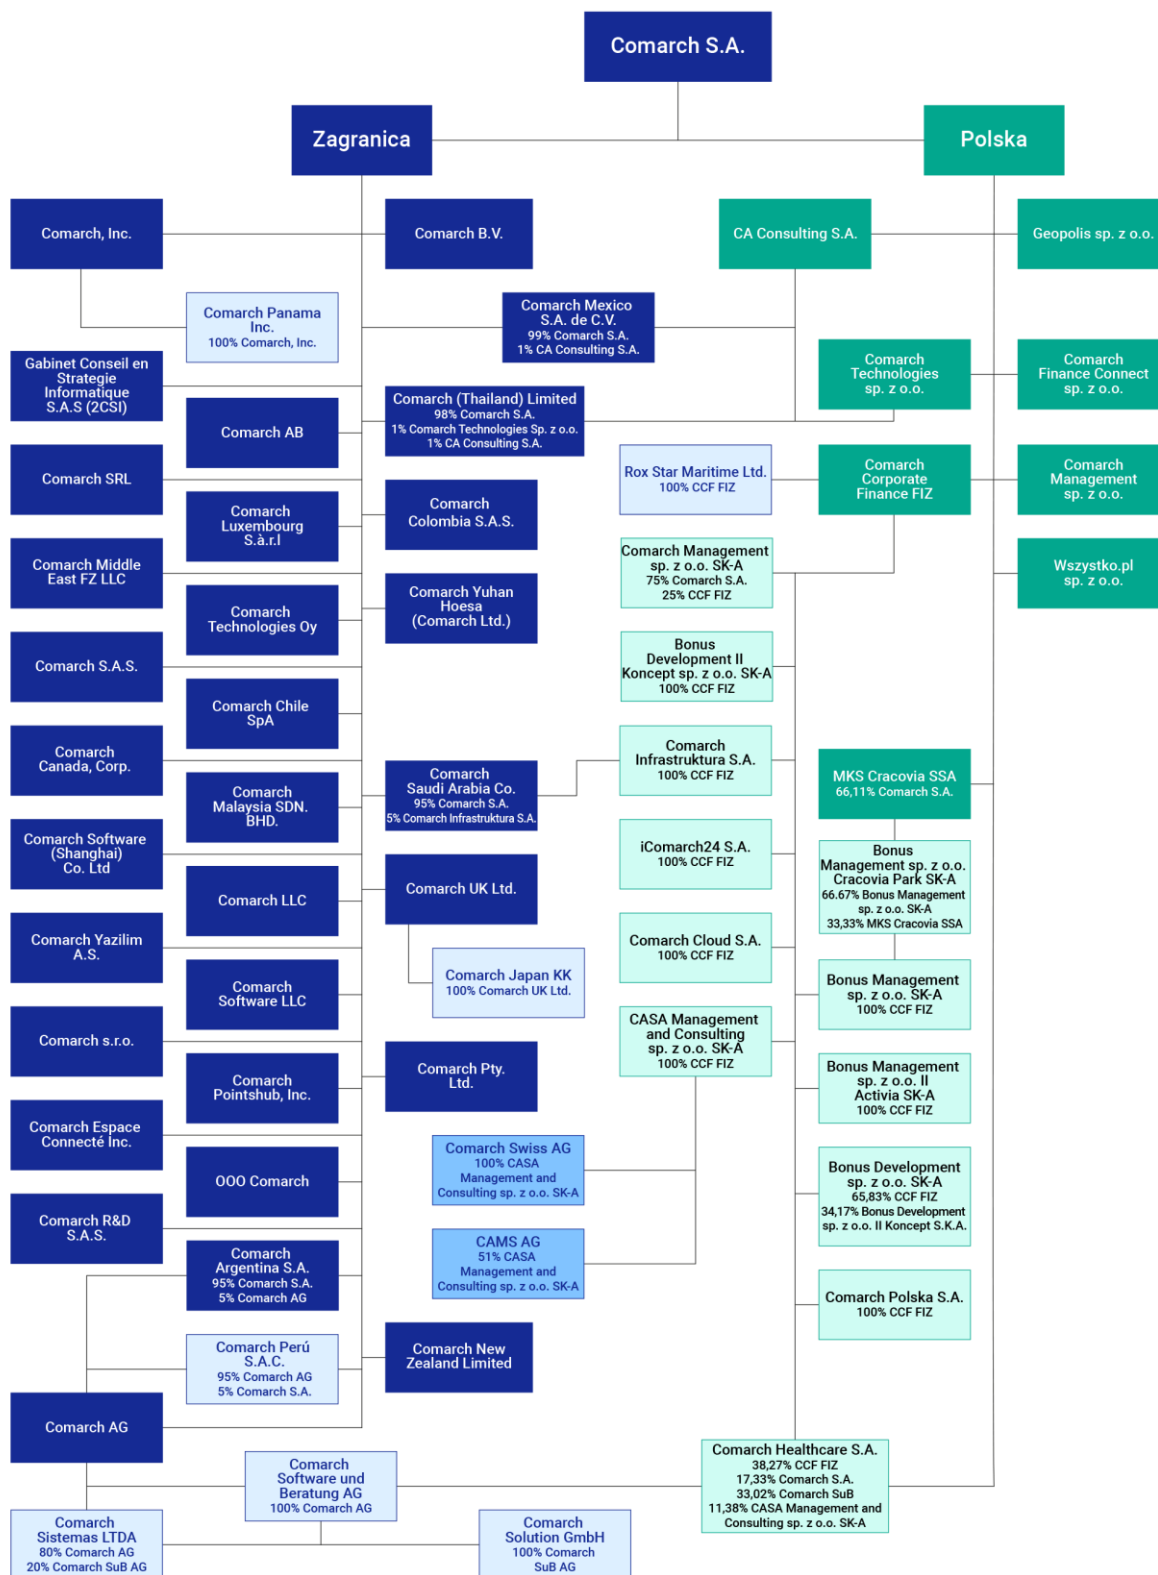 Comarch S.A.
Zagranica
Polska
Comarch, Inc.
Comarch B.V.
CA Consulting S.A.
Geopolis sp. z o.o.
Comarch Panama
Inc.
100% Comarch, Inc.
Comarch Mexico
S.A. de C.V.
99% Comarch S.A.
1% CA Consulting S.A.
Gabinet Conseil en
Strategie
Informatique
S.A.S (2CSI)
Comarch
Technologies
sp. z o.o.
Comarch
Finance Connect
sp. z o.o.
Comarch AB
Comarch (Thailand) Limited
98% Comarch S.A.
1% Comarch Technologies Sp. z o.o.
1% CA Consulting S.A.
Comarch SRL
Rox Star Maritime Ltd.
100% CCF FIZ
Comarch
Corporate
Finance FIZ
Comarch
Management
sp. z o.o.
Comarch
Luxembourg
S.à.r.l
Comarch
Colombia S.A.S.
Comarch Middle
East FZ LLC
Comarch Management
sp. z o.o. SK-A
75% Comarch S.A.
25% CCF FIZ
Wszystko.pl
sp. z o.o.
Comarch
Technologies Oy
Comarch Yuhan
Hoesa
(Comarch Ltd.)
Comarch S.A.S.
Bonus
Development II
Koncept sp. z o.o. SK-A
100% CCF FIZ
Comarch Chile
SpA
Comarch
Canada, Corp.
Comarch
Infrastruktura S.A.
100% CCF FIZ
Comarch
Malaysia SDN.
BHD.
Comarch
Saudi Arabia Co.
95% Comarch S.A.
5% Comarch Infrastruktura S.A.
MKS Cracovia SSA
66,11% Comarch S.A.
Comarch Software
(Shanghai)
Co. Ltd
iComarch24 S.A.
100% CCF FIZ
Bonus
Management sp. z o.o.
Cracovia Park SK-A
66.67% Bonus Management
sp. z o.o. SK-A
33,33% MKS Cracovia SSA
Comarch LLC
Comarch UK Ltd.
Comarch Yazilim
A.S.
Comarch Cloud S.A.
100% CCF FIZ
Comarch Japan KK
100% Comarch UK Ltd.
Comarch
Software LLC
Bonus Management
sp. z o.o. SK-A
100% CCF FIZ
Comarch s.r.o.
CASA Management
and Consulting
sp. z o.o. SK-A
100% CCF FIZ
Comarch
Pointshub, Inc.
Comarch Pty.
Ltd.
Bonus Management
sp. z o.o. II
Activia SK-A
100% CCF FIZ
Comarch Espace
Connecté Inc.
Comarch Swiss AG
100% CASA
Management and
Consulting sp. z o.o. SK-A
OOO Comarch
Bonus Development
sp. z o.o. SK-A
65,83% CCF FIZ
34,17% Bonus Development
sp. z o.o. II Koncept S.K.A.
Comarch R&D
S.A.S.
CAMS AG
51% CASA
Management and
Consulting sp. z o.o. SK-A
Comarch
Argentina S.A.
95% Comarch S.A.
5% Comarch AG
Comarch Polska S.A.
100% CCF FIZ
Comarch Perú
S.A.C.
95% Comarch AG
5% Comarch S.A.
Comarch New
Zealand Limited
Comarch AG
Comarch
Software und
Beratung AG
100% Comarch AG
Comarch Healthcare S.A.
38,27% CCF FIZ
17,33% Comarch S.A.
33,02% Comarch SuB
11,38% CASA Management and
Consulting sp. z o.o. SK-A
Comarch
Sistemas LTDA
80% Comarch AG
20% Comarch SuB AG
Comarch
Solution GmbH
100% Comarch
SuB AG